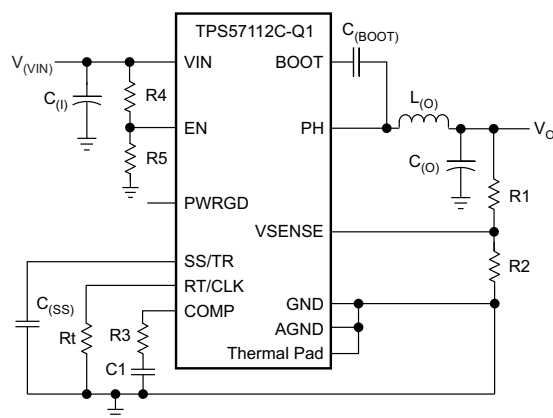 TPS57112C-Q1
C(BOOT)
V(VIN)
VIN
BOOT
C(I)
R4
L(O)
EN
PH
VO
R5
C(O)
R1
PWRGD
VSENSE
R2
SS/TR
RT/CLK
C(SS)
COMP
GND
Rt
R3
AGND
C1
Thermal Pad